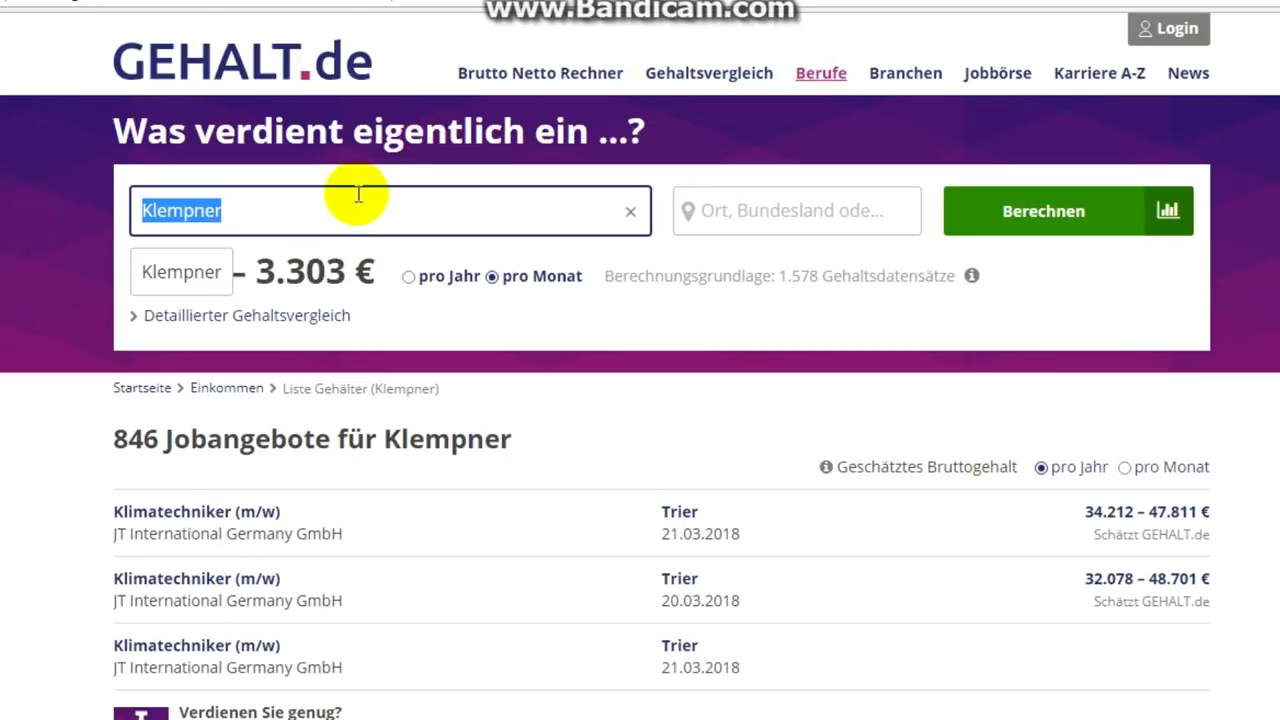 www.Bandicam.com
Login
GEHALT.de
Brutto Netto Rechner Gehaltsvergleich Berufe Branchen Jobbörse Karriere A-Z News
Was verdient eigentlich ein ...?
Klempner × Ort, Bundesland ode... Berechnen
Klempner – 3.303 € pro Jahr pro Monat Berechnungsgrundlage: 1.578 Gehaltsdatensätze
Detaillierter Gehaltsvergleich
Startseite > Einkommen > Liste Gehälter (Klempner)
846 Jobangebote für Klempner
Geschätztes Bruttogehalt pro Jahr pro Monat
Klimatechniker (m/w) Trier 34.212 – 47.811 €
JT International Germany GmbH 21.03.2018 Schätzt GEHALT.de
Klimatechniker (m/w) Trier 32.078 – 48.701 €
JT International Germany GmbH 20.03.2018 Schätzt GEHALT.de
Klimatechniker (m/w) Trier
JT International Germany GmbH 21.03.2018
Verdienen Sie genug?